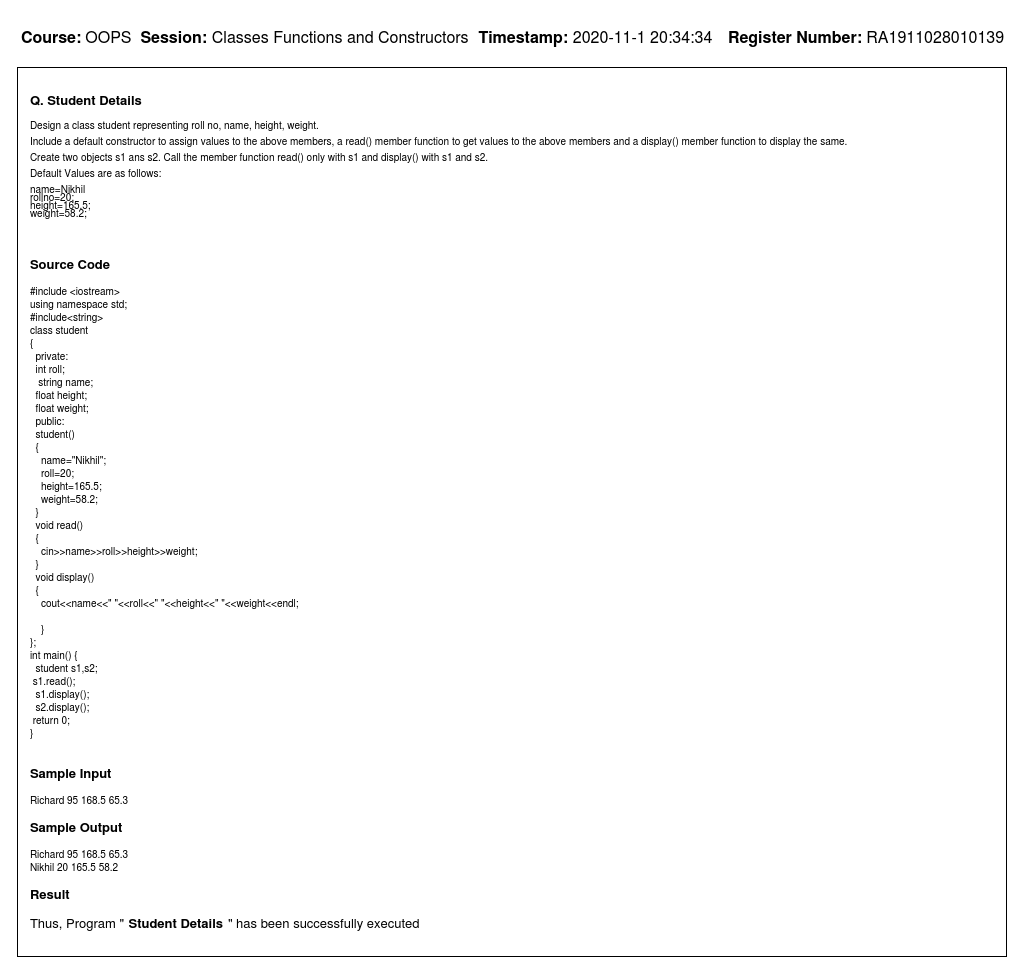 Course: OOPS Session: Classes Functions and Constructors Timestamp: 2020-11-1 20:34:34 Register Number: RA1911028010139
Q. Student Details
Design a class student representing roll no, name, height, weight.
Include a default constructor to assign values to the above members, a read() member function to get values to the above members and a display() member function to display the same.
Create two objects s1 ans s2. Call the member function read() only with s1 and display() with s1 and s2.
Default Values are as follows:
name=Nikhil
rollno=20;
height=165.5;
weight=58.2;
Source Code
#include <iostream>
using namespace std;
#include<string>
class student
{
  private:
  int roll;
   string name;
  float height;
  float weight;
  public:
  student()
  {
    name="Nikhil";
    roll=20;
    height=165.5;
    weight=58.2;
  }
  void read()
  {
    cin>>name>>roll>>height>>weight;
  }
  void display()
  {
    cout<<name<<" "<<roll<<" "<<height<<" "<<weight<<endl;
    }
};
int main() {
  student s1,s2;
 s1.read();
  s1.display();
  s2.display();
 return 0;
}
Sample Input
Richard 95 168.5 65.3
Sample Output
Richard 95 168.5 65.3
Nikhil 20 165.5 58.2
Result
Thus, Program " Student Details " has been successfully executed